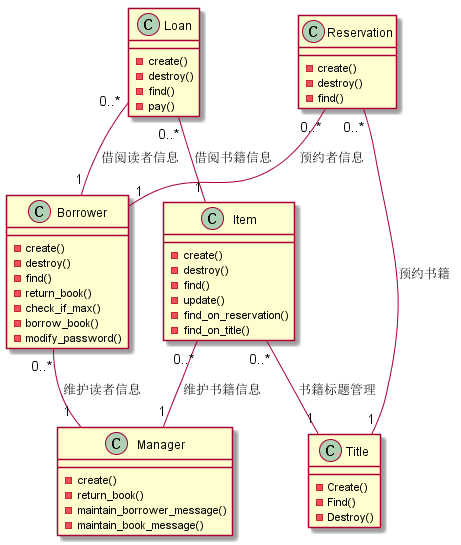 C Loan
create()
destroy()
find()
pay()
C Reservation
create()
destroy()
find()
0..*
0..*
0..*
0..*
借阅读者信息
借阅书籍信息
预约者信息
1
1
1
C Borrower
create()
destroy()
find()
return_book()
check_if_max()
borrow_book()
modify_password()
C Item
create()
destroy()
find()
update()
find_on_reservation()
find_on_title()
预约书籍
0..*
0..*
0..*
维护读者信息
维护书籍信息
书籍标题管理
1
1
1
1
C Manager
create()
return_book()
maintain_borrower_message()
maintain_book_message()
C Title
Create()
Find()
Destroy()